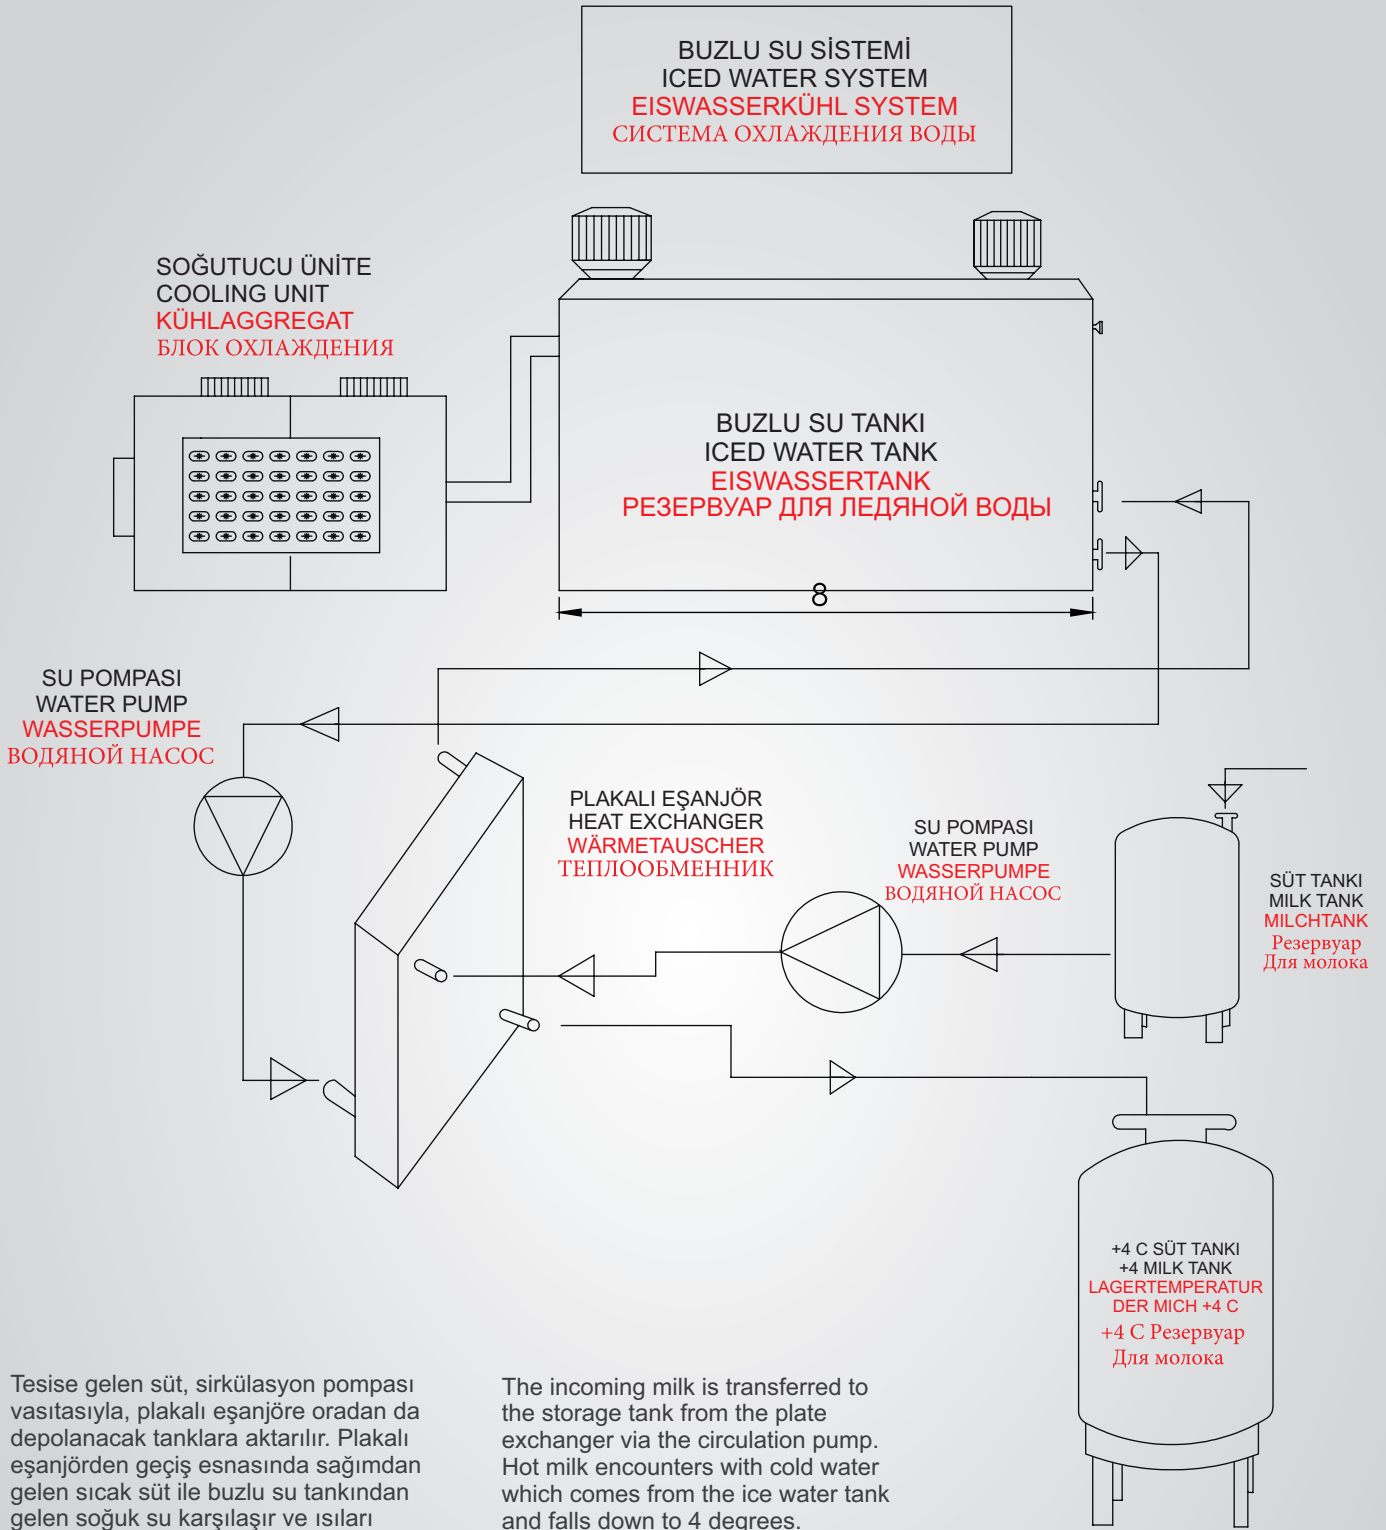 BUZLU SU SİSTEMİ
ICED WATER SYSTEM
EISWASSERKÜHL SYSTEM
СИСТЕМА ОХЛАЖДЕНИЯ ВОДЫ
SOĞUTUCU ÜNİTE
COOLING UNIT
KÜHLAGGREGAT
БЛОК ОХЛАЖДЕНИЯ
BUZLU SU TANKI
ICED WATER TANK
EISWASSERTANK
РЕЗЕРВУАР ДЛЯ ЛЕДЯНОЙ ВОДЫ
8
SU POMPASI
WATER PUMP
WASSERPUMPE
ВОДЯНОЙ НАСОС
PLAKALI EŞANJÖR
HEAT EXCHANGER
WÄRMETAUSCHER
ТЕПЛООБМЕННИК
SU POMPASI
WATER PUMP
WASSERPUMPE
ВОДЯНОЙ НАСОС
SÜT TANKI
MILK TANK
MILCHTANK
Резервуар
Для молока
+4 C SÜT TANKI
+4 MILK TANK
LAGERTEMPERATUR
DER MICH +4 C
+4 C Резервуар
Для молока
Tesise gelen süt, sirkülasyon pompası
vasıtasıyla, plakalı eşanjöre oradan da
depolanacak tanklara aktarılır. Plakalı
eşanjörden geçiş esnasında sağımdan
gelen sıcak süt ile buzlu su tankından
gelen soğuk su karşılaşır ve ısıları
The incoming milk is transferred to
the storage tank from the plate
exchanger via the circulation pump.
Hot milk encounters with cold water
which comes from the ice water tank
and falls down to 4 degrees.